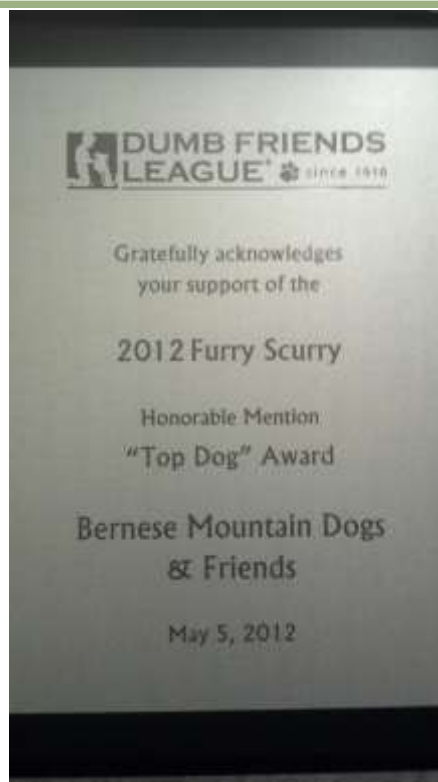 DUMB FRIENDS
LEAGUE® since 1910
Gratefully acknowledges
your support of the
2012 Furry Scurry
Honorable Mention
"Top Dog" Award
Bernese Mountain Dogs
& Friends
May 5, 2012